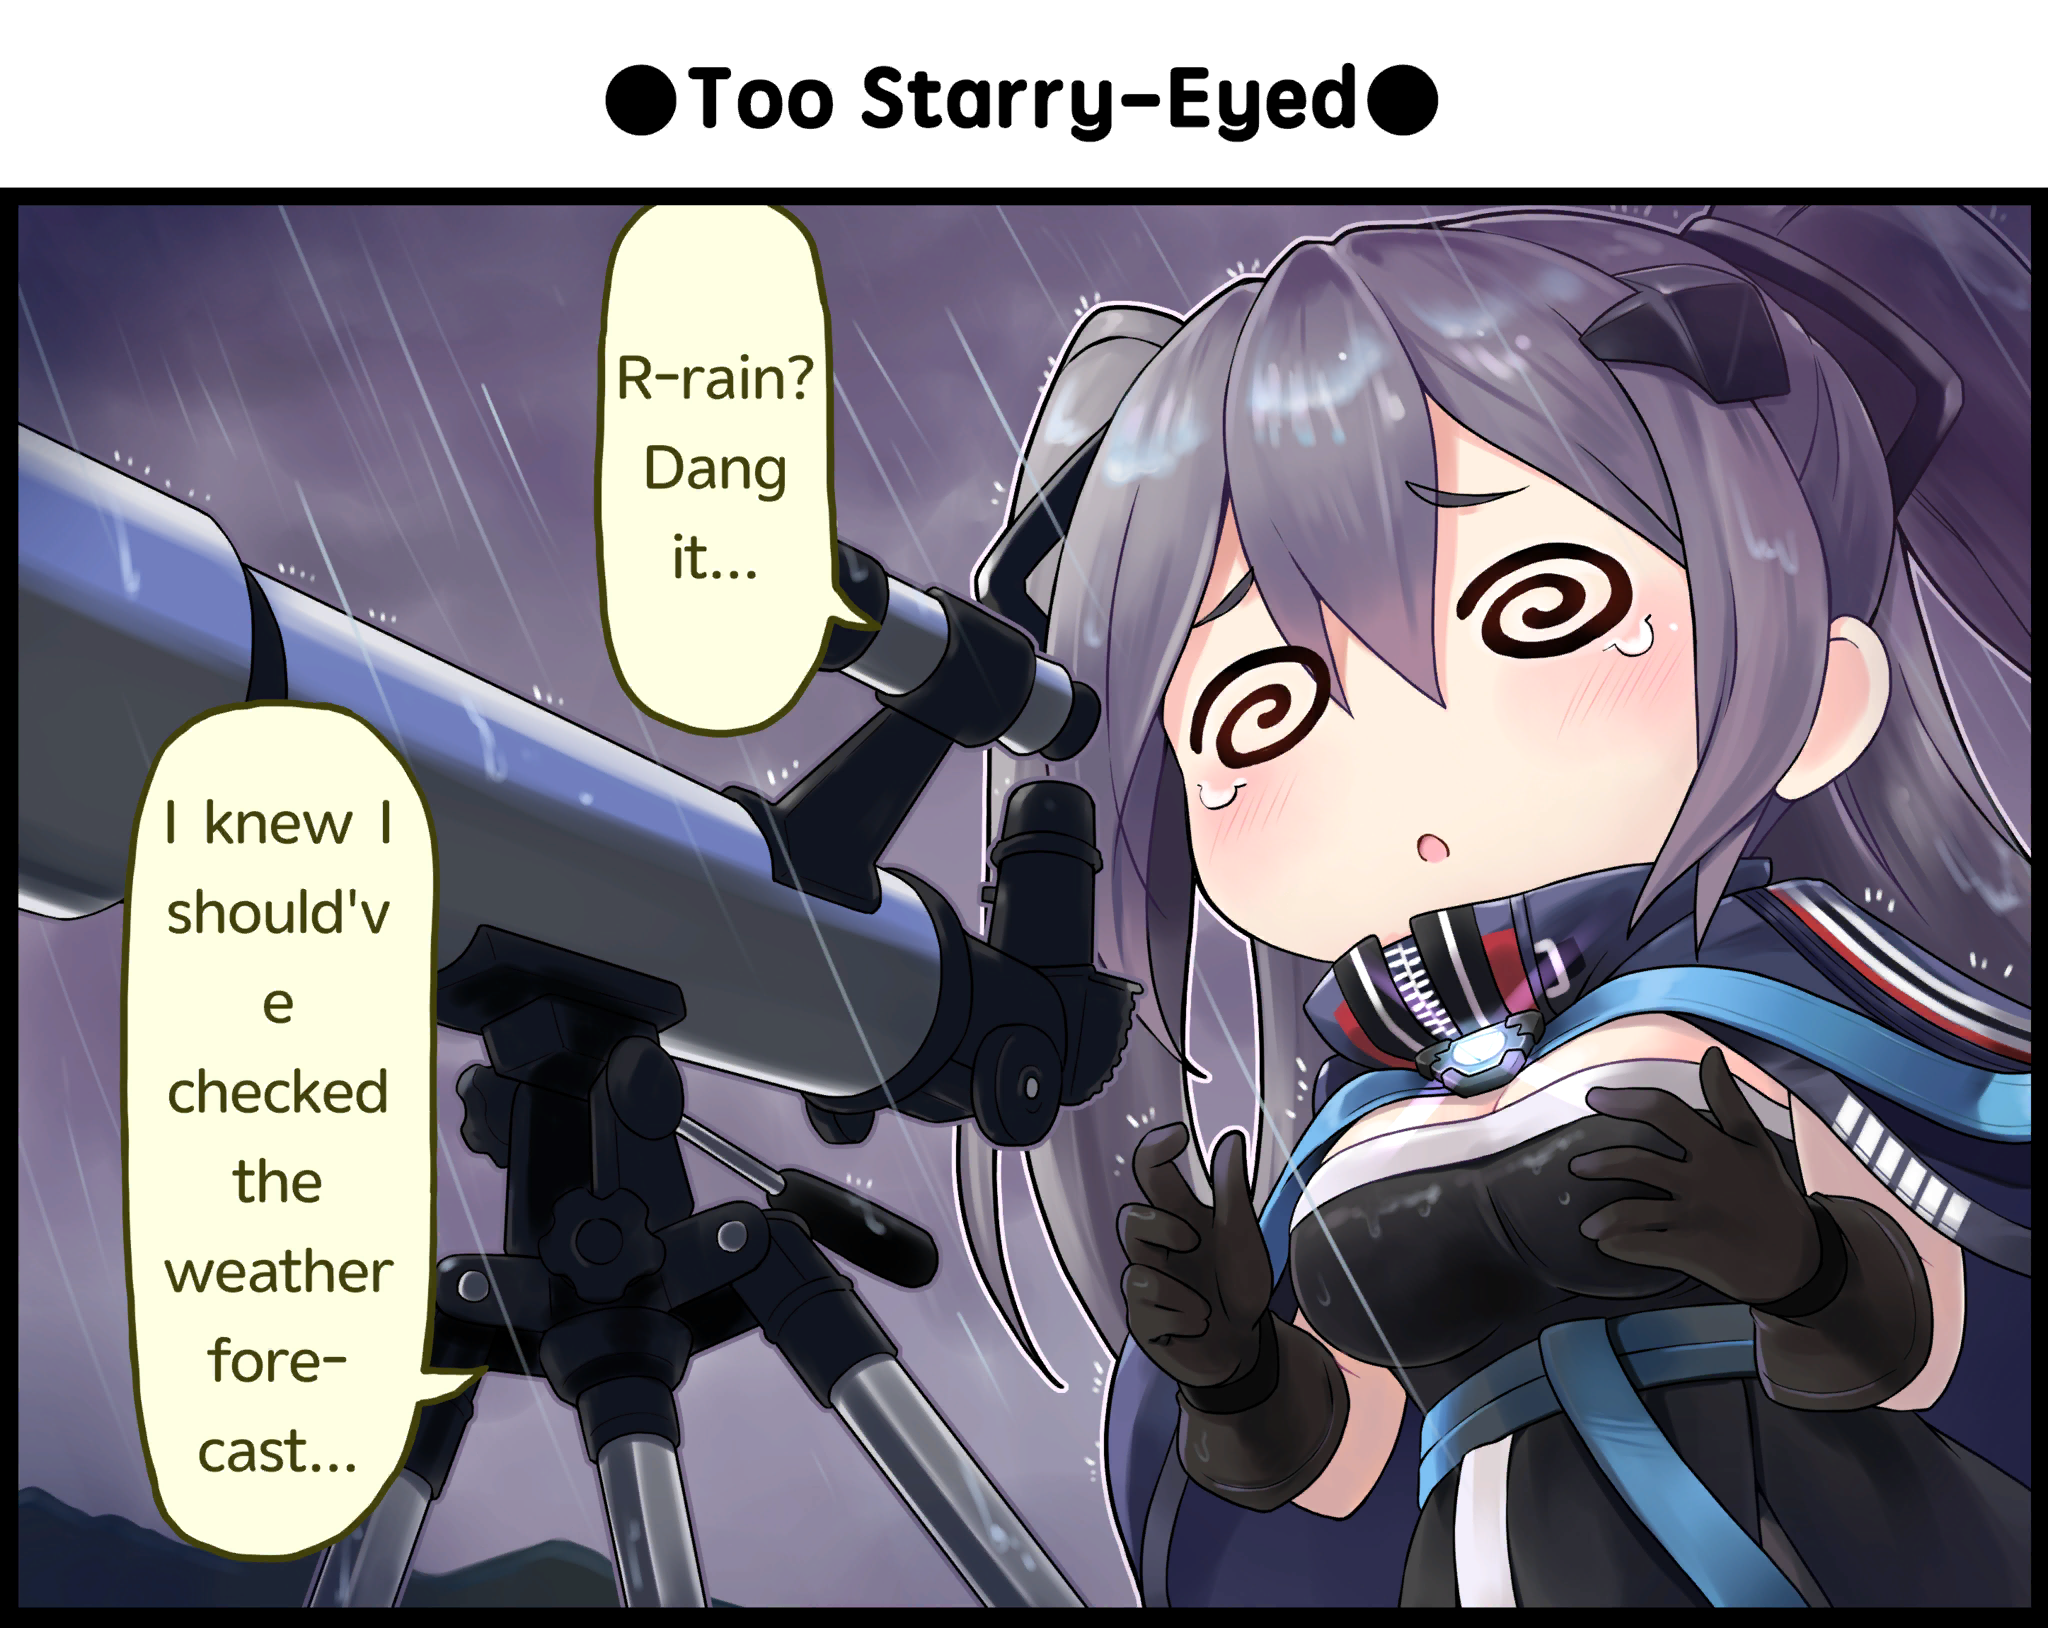 ●Too Starry-Eyed●
R-rain?
Dang
it...
I knew I
should'v
e
checked
the
weather
fore-
cast...